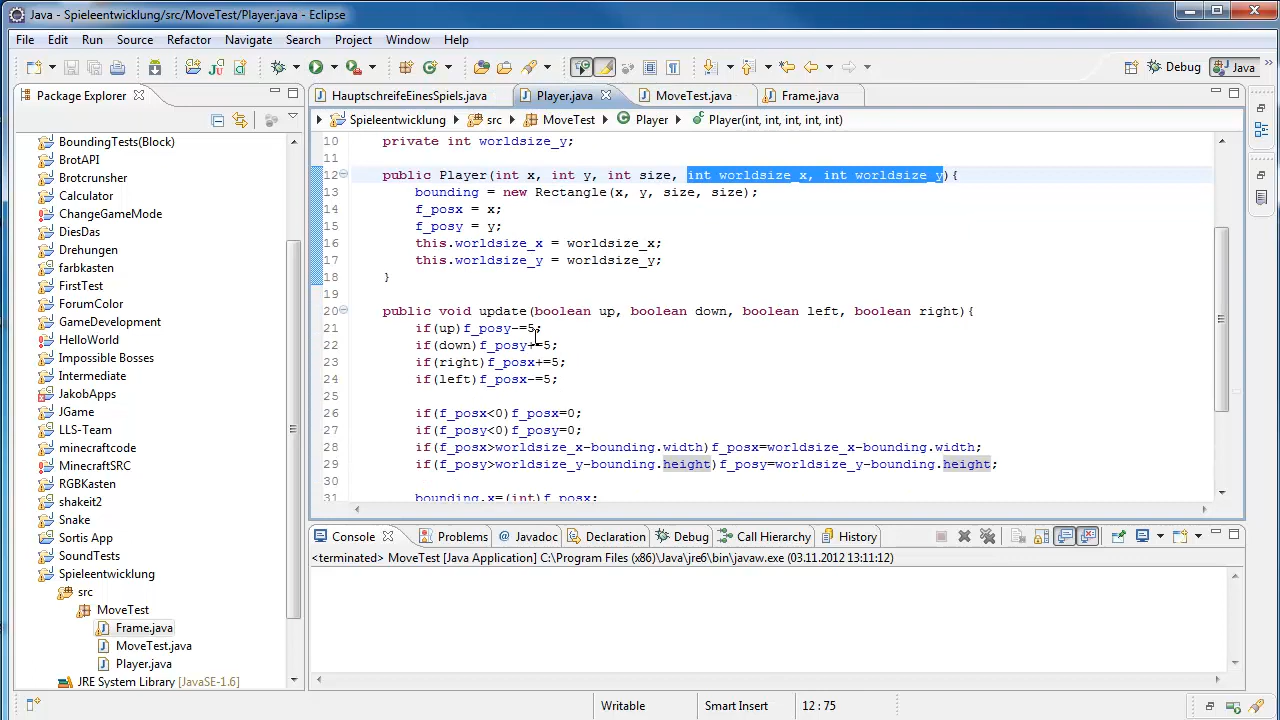 Java - Spieleentwicklung/src/MoveTest/Player.java - Eclipse
File Edit Run Source Refactor Navigate Search Project Window Help
Debug Java
Package Explorer
BoundingTests(Block)
BrotAPI
Brotcrunxer
Calculator
ChangeGameMode
DiesDas
Drehungen
farbkasten
FirstTest
ForumColor
GameDevelopment
HelloWorld
Impossible Bosses
Intermediate
JakobApps
JGame
LLS-Team
minecraftcode
MinecraftSRC
RGBKasten
shakeit2
Snake
Sortis App
SoundTests
Spieleentwicklung
src
MoveTest
Frame.java
MoveTest.java
Player.java
JRE System Library [JavaSE-1.6]
HauptschreifeEinesSpiels.java Player.java MoveTest.java Frame.java
Spieleentwicklung src MoveTest Player Player(int, int, int, int, int)
10 private int worldsize_y;
11
12 public Player(int x, int y, int size, int worldsize_x, int worldsize_y){
13 bounding = new Rectangle(x, y, size, size);
14 f_posx = x;
15 f_posy = y;
16 this.worldsize_x = worldsize_x;
17 this.worldsize_y = worldsize_y;
18 }
19
20 public void update(boolean up, boolean down, boolean left, boolean right){
21 if(up)f_posy-=5;
22 if(down)f_posy+=5;
23 if(right)f_posx+=5;
24 if(left)f_posx-=5;
25
26 if(f_posx<0)f_posx=0;
27 if(f_posy<0)f_posy=0;
28 if(f_posx>worldsize_x-bounding.width)f_posx=worldsize_x-bounding.width;
29 if(f_posy>worldsize_y-bounding.height)f_posy=worldsize_y-bounding.height;
30
31 bounding.x=(int)f_posx;
Console Problems Javadoc Declaration Debug Call Hierarchy History
<terminated> MoveTest [Java Application] C:\Program Files (x86)\Java\jre6\bin\javaw.exe (03.11.2012 13:11:12)
Writable Smart Insert 12 : 75